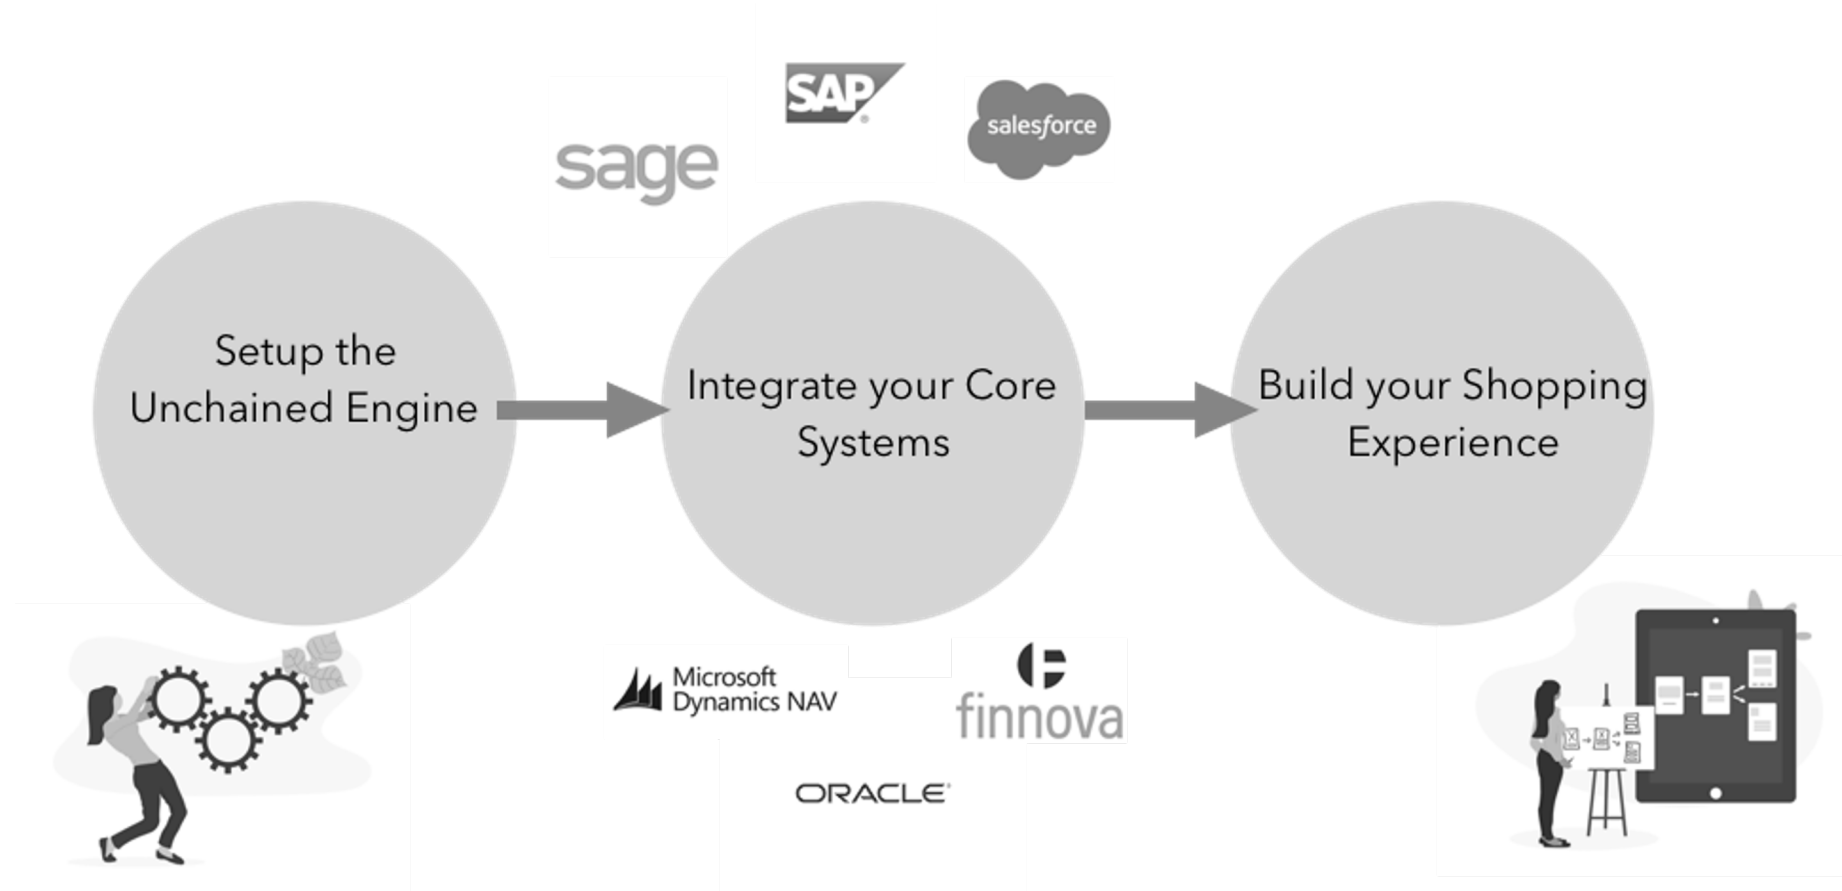 sage
SAP®
salesforce
Setup the
Unchained Engine
Integrate your Core
Systems
Build your Shopping
Experience
Microsoft
Dynamics NAV
finnova
ORACLE®